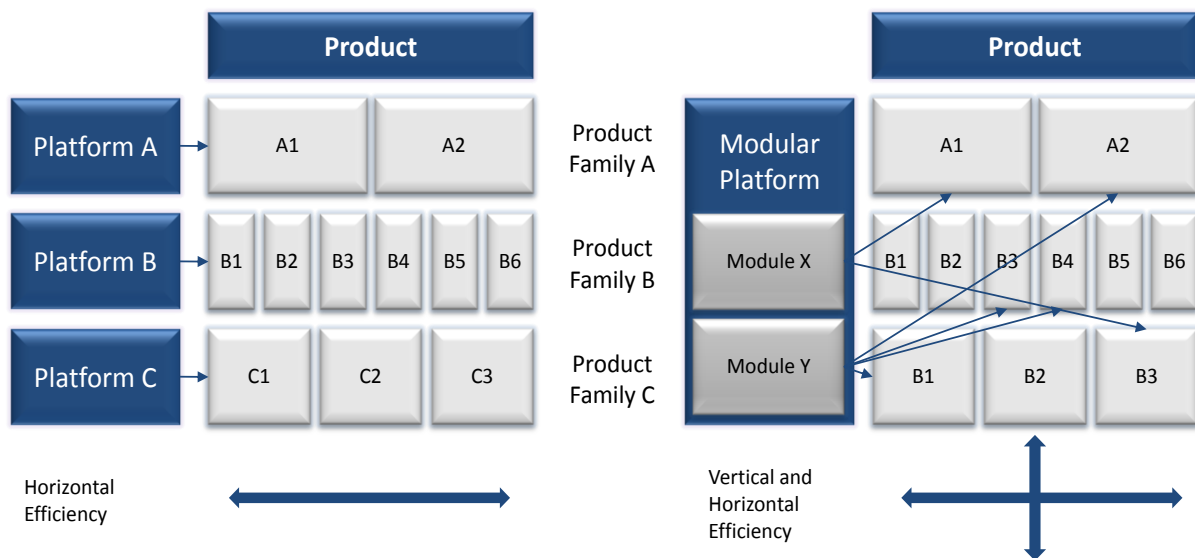 Product
Platform A
A1
A2
Platform B
B1
B2
B3
B4
B5
B6
Platform C
C1
C2
C3
Horizontal
Efficiency
Product
Family A
Product
Family B
Product
Family C
Product
Modular
Platform
Module X
Module Y
A1
A2
B1
B2
B3
B4
B5
B6
B1
B2
B3
Vertical and
Horizontal
Efficiency